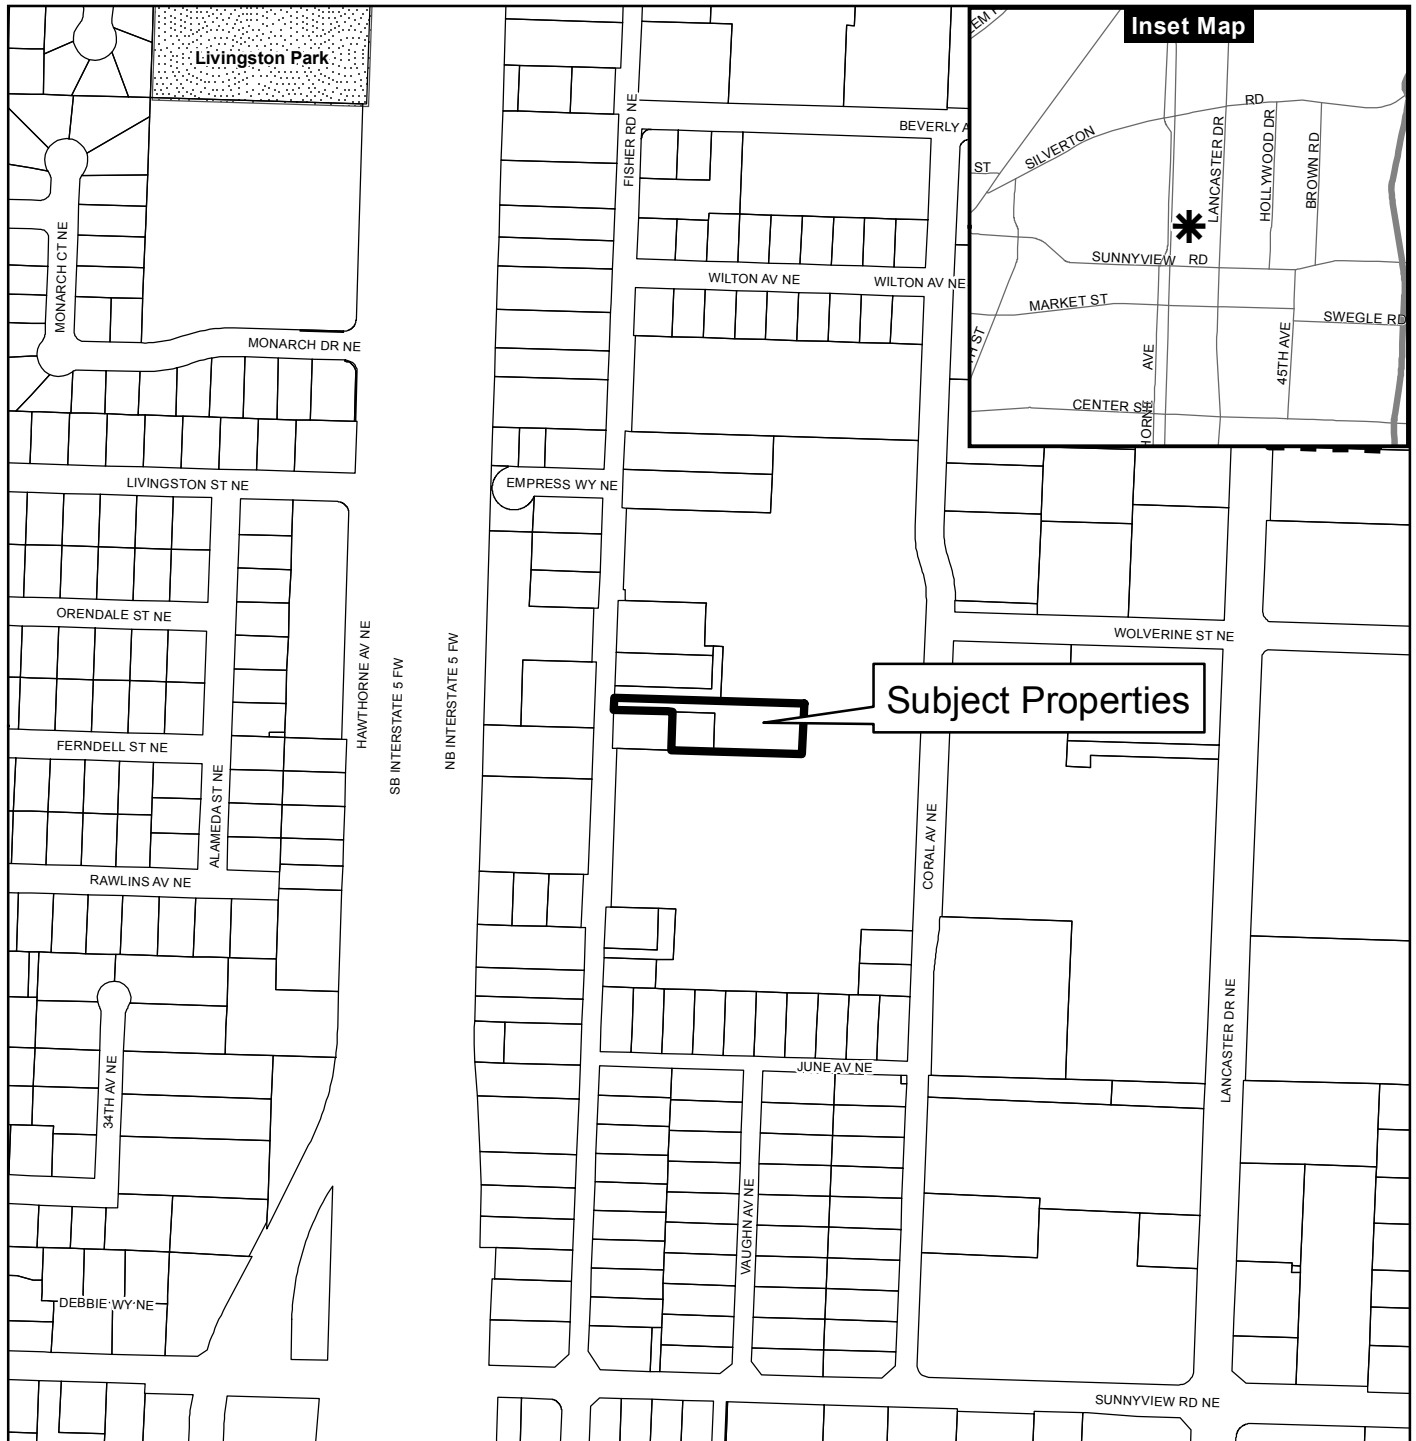 Livingston Park
Inset Map
RD
SILVERTON
ST
LANCASTER DR
HOLLYWOOD DR
BROWN RD
SUNNYVIEW RD
MARKET ST
SWEGLE RD
AVE
45TH AVE
CENTER ST
FISHER RD NE
BEVERLY A
MONARCH CT NE
WILTON AV NE
WILTON AV NE
MONARCH DR NE
LIVINGSTON ST NE
EMPRESS WY NE
ORENDALE ST NE
HAWTHORNE AV NE
SB INTERSTATE 5 FW
NB INTERSTATE 5 FW
WOLVERINE ST NE
Subject Properties
FERNDELL ST NE
ALAMEDA ST NE
CORAL AV NE
RAWLINS AV NE
LANCASTER DR NE
34TH AV NE
JUNE AV NE
VAUGHN AV NE
DEBBIE WY NE
SUNNYVIEW RD NE